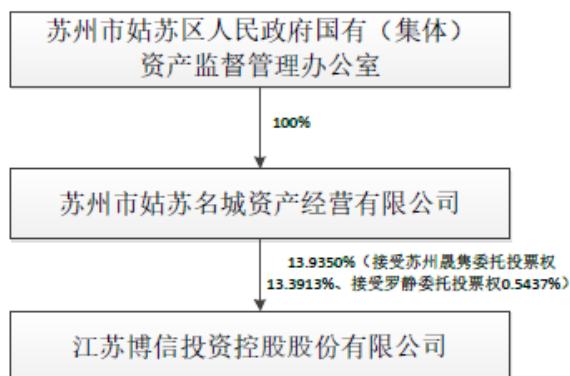 苏州市姑苏区人民政府国有（集体）
资产监督管理办公室
100%
苏州市姑苏名城资产经营有限公司
13.9350%（接受苏州晟隽委托投票权
13.3913%、接受罗静委托投票权0.5437%）
江苏博信投资控股股份有限公司